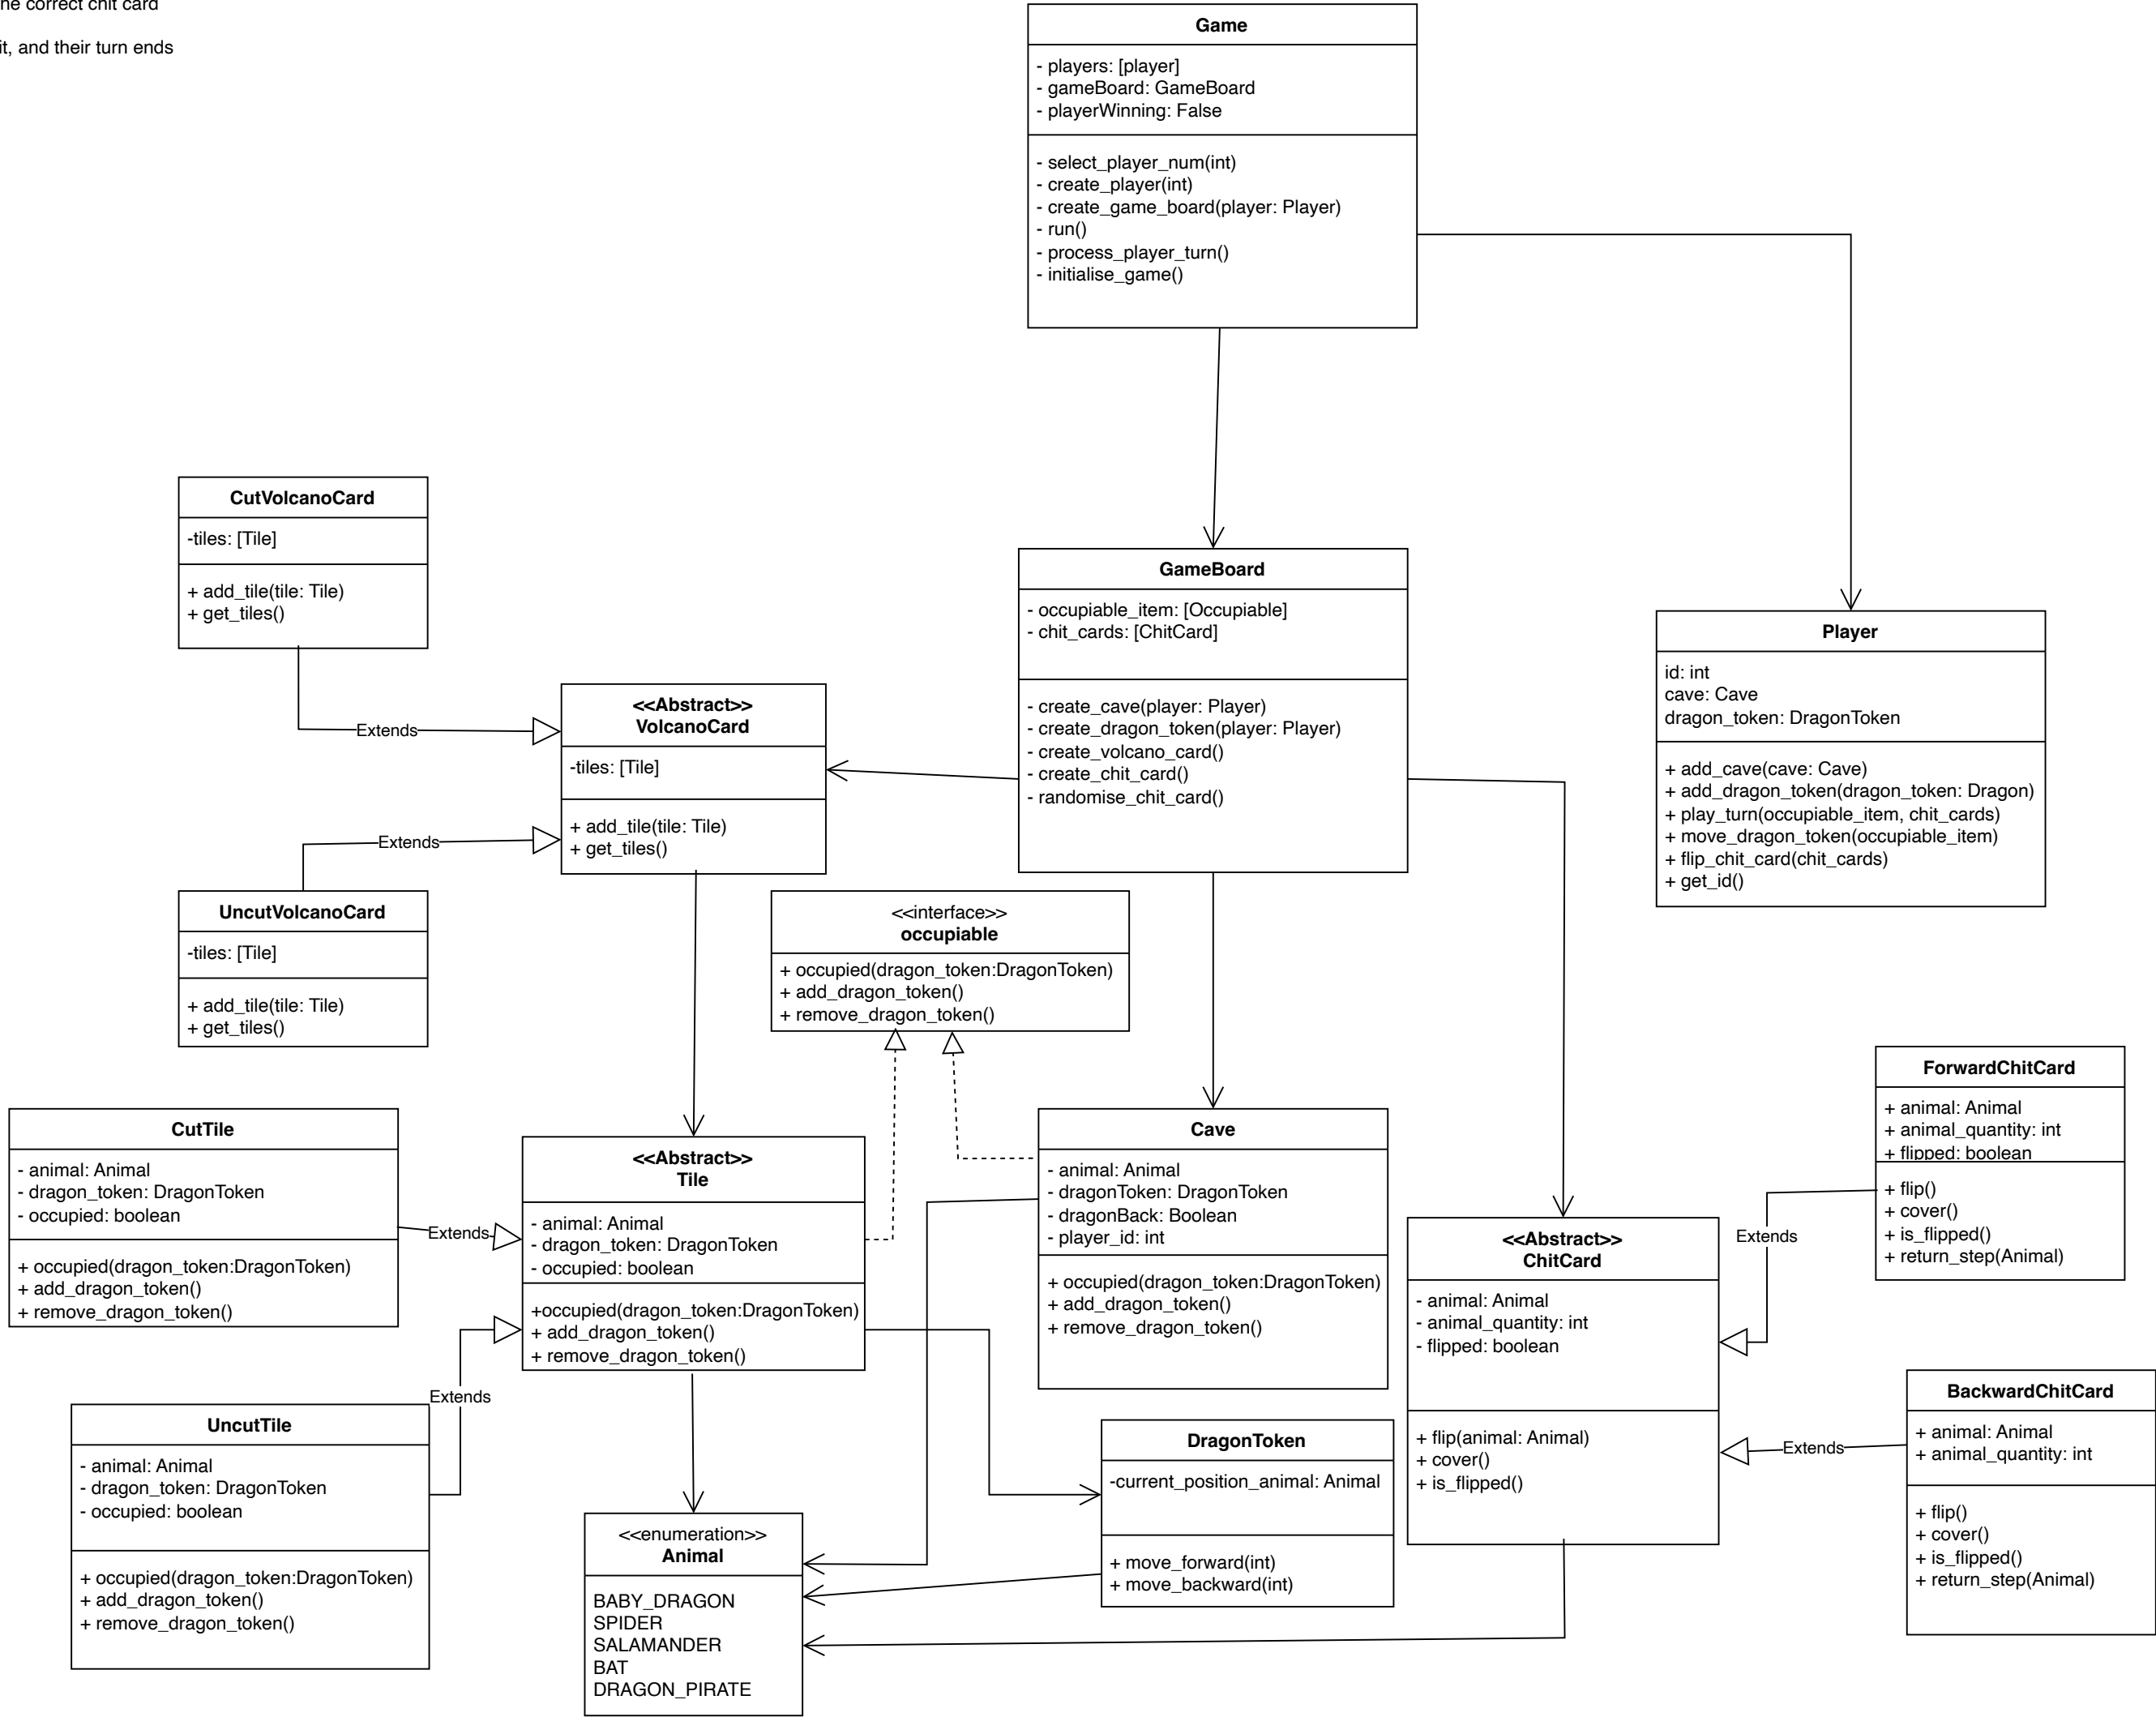 ne correct chit card
it, and their turn ends
Game
- players: [player]
- gameBoard: GameBoard
- playerWinning: False
- select_player_num(int)
- create_player(int)
- create_game_board(player: Player)
- run()
- process_player_turn()
- initialise_game()
CutVolcanoCard
-tiles: [Tile]
+ add_tile(tile: Tile)
+ get_tiles()
Extends
<<Abstract>>
VolcanoCard
-tiles: [Tile]
+ add_tile(tile: Tile)
+ get_tiles()
Extends
UncutVolcanoCard
-tiles: [Tile]
+ add_tile(tile: Tile)
+ get_tiles()
GameBoard
- occupiable_item: [Occupiable]
- chit_cards: [ChitCard]
- create_cave(player: Player)
- create_dragon_token(player: Player)
- create_volcano_card()
- create_chit_card()
- randomise_chit_card()
Player
id: int
cave: Cave
dragon_token: DragonToken
+ add_cave(cave: Cave)
+ add_dragon_token(dragon_token: Dragon)
+ play_turn(occupiable_item, chit_cards)
+ move_dragon_token(occupiable_item)
+ flip_chit_card(chit_cards)
+ get_id()
<<interface>>
occupiable
+ occupied(dragon_token:DragonToken)
+ add_dragon_token()
+ remove_dragon_token()
CutTile
- animal: Animal
- dragon_token: DragonToken
- occupied: boolean
+ occupied(dragon_token:DragonToken)
+ add_dragon_token()
+ remove_dragon_token()
Extends
<<Abstract>>
Tile
- animal: Animal
- dragon_token: DragonToken
- occupied: boolean
+occupied(dragon_token:DragonToken)
+ add_dragon_token()
+ remove_dragon_token()
Extends
UncutTile
- animal: Animal
- dragon_token: DragonToken
- occupied: boolean
+ occupied(dragon_token:DragonToken)
+ add_dragon_token()
+ remove_dragon_token()
Cave
- animal: Animal
- dragonToken: DragonToken
- dragonBack: Boolean
- player_id: int
+ occupied(dragon_token:DragonToken)
+ add_dragon_token()
+ remove_dragon_token()
ForwardChitCard
+ animal: Animal
+ animal_quantity: int
+ flipped: boolean
+ flip()
+ cover()
+ is_flipped()
+ return_step(Animal)
Extends
<<Abstract>>
ChitCard
- animal: Animal
- animal_quantity: int
- flipped: boolean
+ flip(animal: Animal)
+ cover()
+ is_flipped()
Extends
BackwardChitCard
+ animal: Animal
+ animal_quantity: int
+ flip()
+ cover()
+ is_flipped()
+ return_step(Animal)
DragonToken
-current_position_animal: Animal
+ move_forward(int)
+ move_backward(int)
<<enumeration>>
Animal
BABY_DRAGON
SPIDER
SALAMANDER
BAT
DRAGON_PIRATE